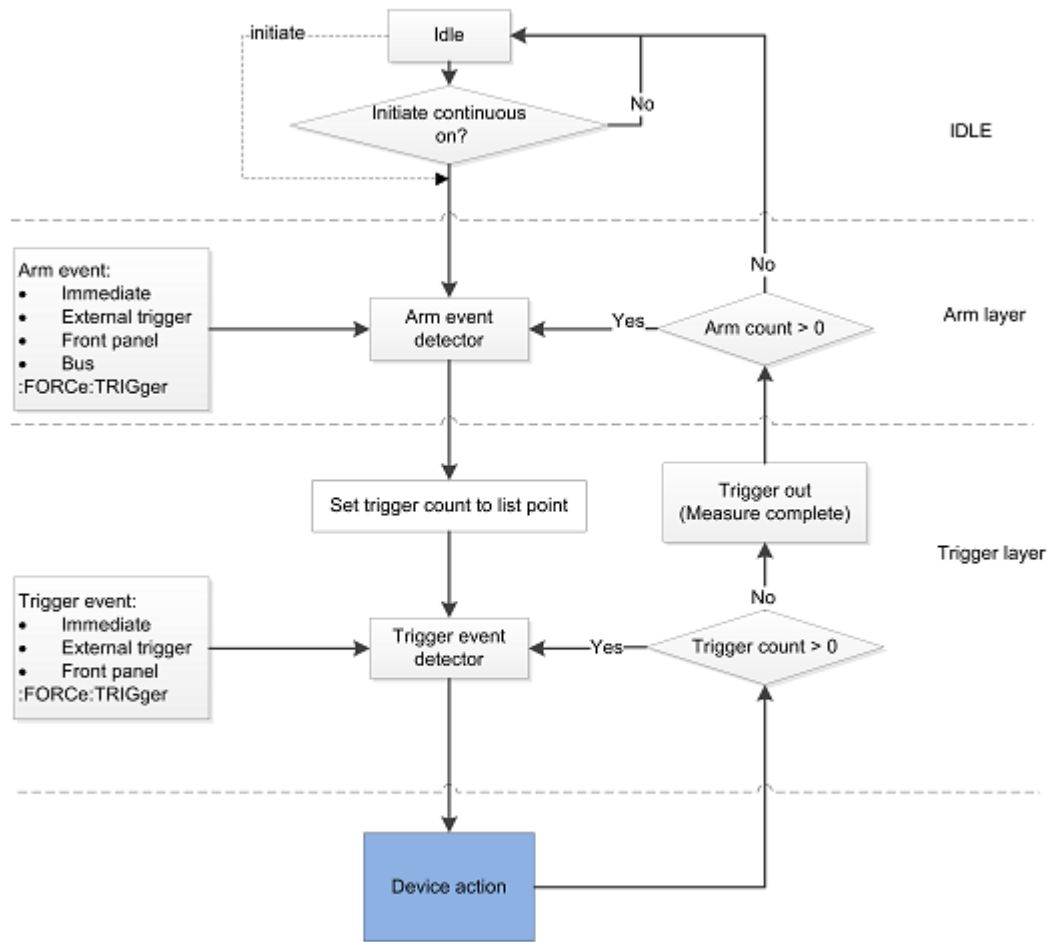 initiate
Idle
Initiate continuous
on?
No
IDLE
Arm event:
• Immediate
• External trigger
• Front panel
• Bus
:FORCe:TRIGger
Arm event
detector
Yes
Arm count > 0
No
Arm layer
Set trigger count to list point
Trigger out
(Measure complete)
Trigger layer
Trigger event:
• Immediate
• External trigger
• Front panel
:FORCe:TRIGger
Trigger event
detector
Yes
Trigger count > 0
No
Device action